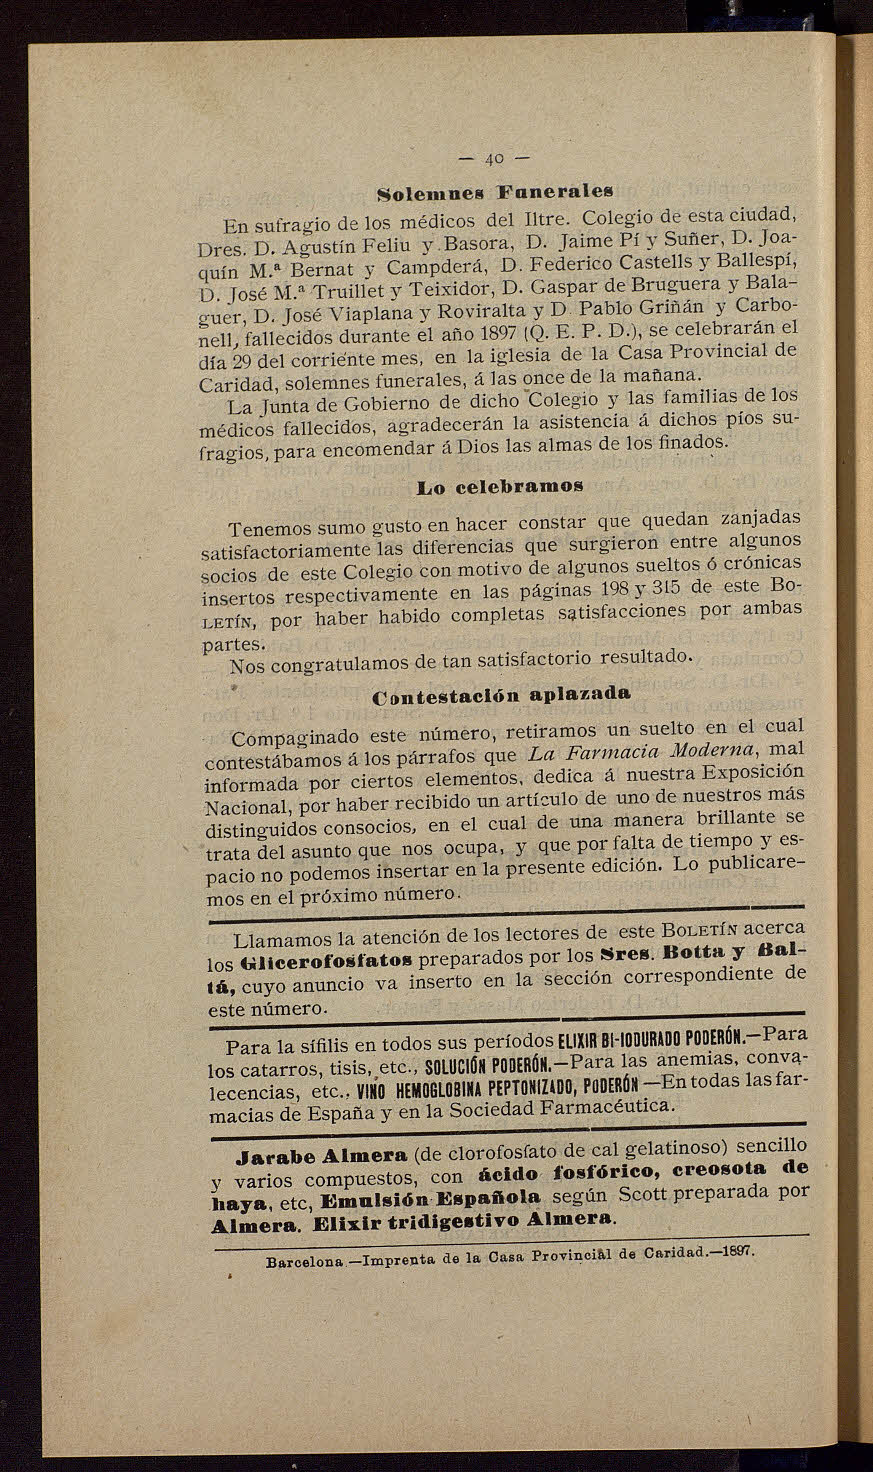 — 40 —
Solemnes Funerales
En sufragio de los médicos del Iltre. Colegio de esta ciudad,
Dres. D. Agustín Feliu y Basora, D. Jaime Pí y Suñer, D. Joa-
quín M.ª Bernat y Campderá, D. Federico Castells y Ballespí,
D. José M.ª Truillet y Teixidor, D. Gaspar de Bruguera y Bala-
guer, D. José Viaplana y Roviralta y D Pablo Griñán y Carbo-
nell, fallecidos durante el año 1897 (Q. E. P. D.), se celebrarán el
día 29 del corriente mes, en la iglesia de la Casa Provincial de
Caridad, solemnes funerales, á las once de la mañana.
La Junta de Gobierno de dicho Colegio y las familias de los
médicos fallecidos, agradecerán la asistencia á dichos píos su-
fragios, para encomendar á Dios las almas de los finados.
Lo celebramos
Tenemos sumo gusto en hacer constar que quedan zanjadas
satisfactoriamente las diferencias que surgieron entre algunos
socios de este Colegio con motivo de algunos sueltos ó crónicas
insertos respectivamente en las páginas 198 y 315 de este Bo-
LETÍN, por haber habido completas satisfacciones por ambas
partes.
Nos congratulamos de tan satisfactorio resultado.
Contestación aplazada
Compaginado este número, retiramos un suelto en el cual
contestábamos á los párrafos que La Farmacia Moderna, mal
informada por ciertos elementos, dedica á nuestra Exposición
Nacional, por haber recibido un artículo de uno de nuestros más
distinguidos consocios, en el cual de una manera brillante se
trata del asunto que nos ocupa, y que por falta de tiempo y es-
pacio no podemos insertar en la presente edición. Lo publicare-
mos en el próximo número.
Llamamos la atención de los lectores de este BOLETÍN acerca
los Glicerofosfatos preparados por los Sres. Botta y Bal-
tá, cuyo anuncio va inserto en la sección correspondiente de
este número.
Para la sífilis en todos sus períodos ELIXIR BI-IODURADO PODERÓN.—Para
los catarros, tisis, etc., SOLUCIÓN PODERÓN.—Para las anemias, conva-
lecencias, etc., VINO HEMOGLOBINA PEPTONIZADO, PODERÓN —En todas las far-
macias de España y en la Sociedad Farmacéutica.
Jarabe Almera (de clorofosfato de cal gelatinoso) sencillo
y varios compuestos, con ácido fosfórico, creosota de
haya, etc, Emulsión Española según Scott preparada por
Almera. Elixir tridigestivo Almera.
Barcelona.—Imprenta de la Casa Provincial de Caridad.—1897.